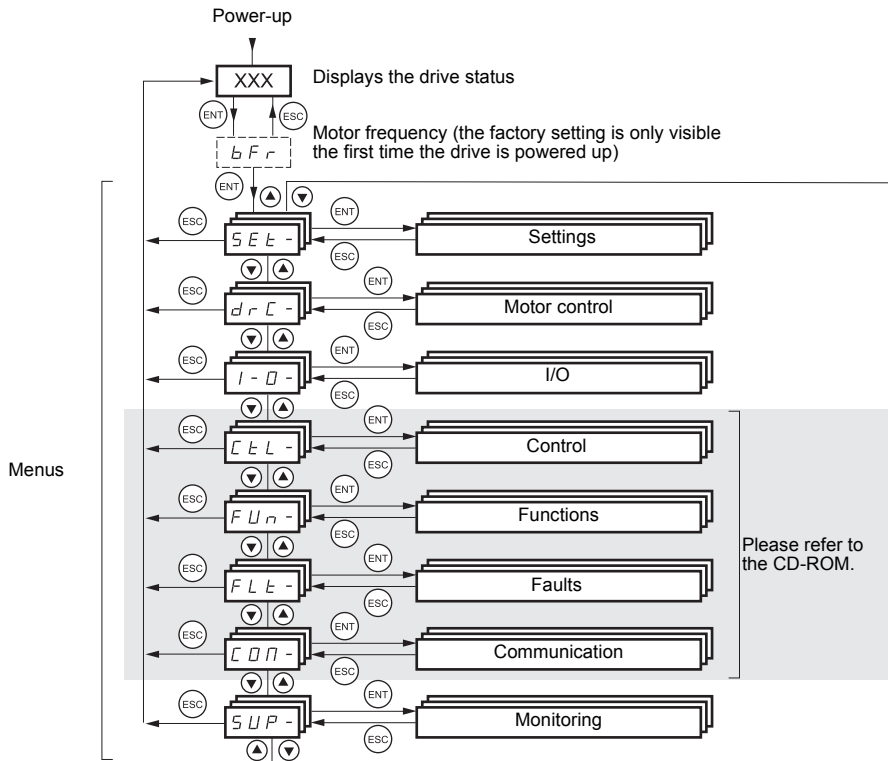 Power-up
XXX
Displays the drive status
ENT
ESC
Motor frequency (the factory setting is only visible
the first time the drive is powered up)
bFr
ENT
ESC
SEt-
ENT
Settings
ESC
ESC
drC-
ENT
Motor control
ESC
ESC
I-O-
ENT
I/O
ESC
ESC
CtL-
ENT
Control
ESC
Menus
ESC
FUn-
ENT
Functions
ESC
Please refer to
the CD-ROM.
ESC
FLt-
ENT
Faults
ESC
ESC
COM-
ENT
Communication
ESC
ESC
SUP-
ENT
Monitoring
ESC